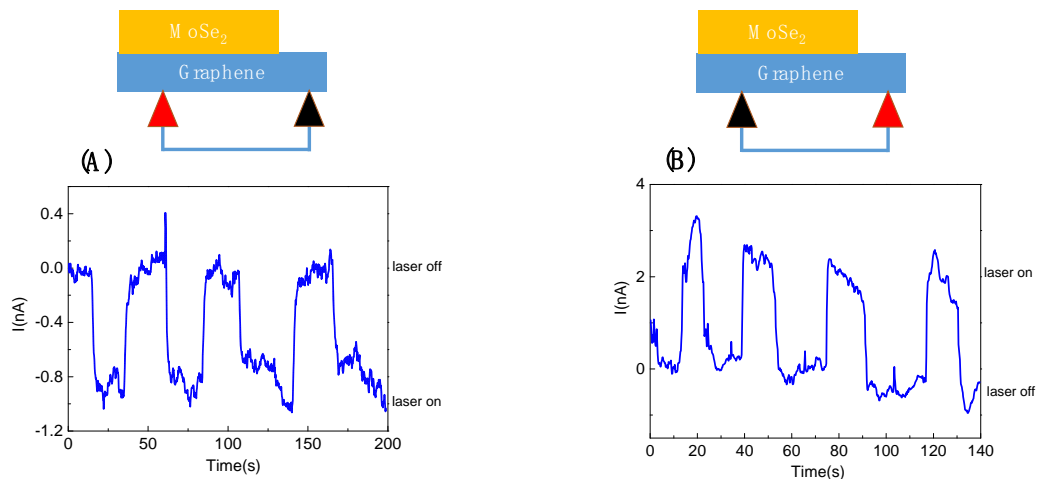 MoSe2
Graphene
(A)
I(nA)
0.4
0.0
-0.4
-0.8
-1.2
0
50
100
150
200
Time(s)
laser off
laser on
MoSe2
Graphene
(B)
I(nA)
4
2
0
0
20
40
60
80
100
120
140
Time(s)
laser on
laser off